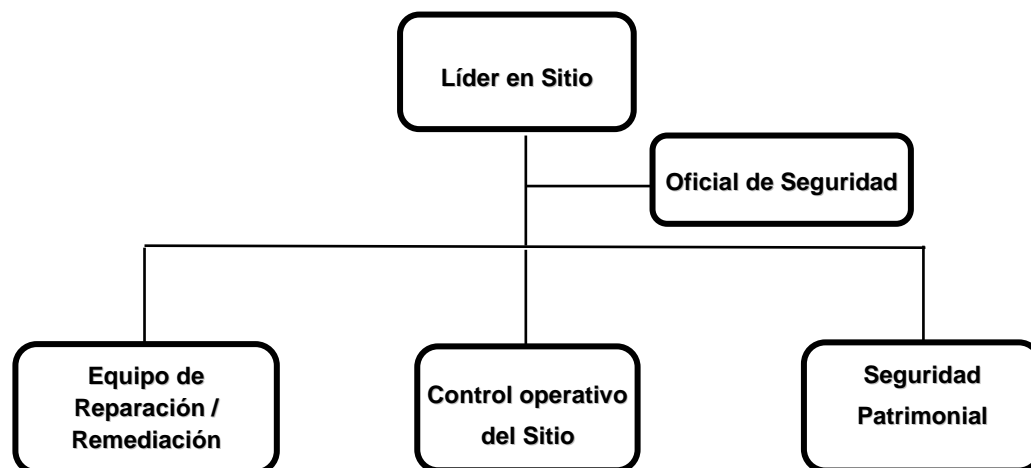 Líder en Sitio
Oficial de Seguridad
Equipo de
Reparación /
Remediación
Control operativo
del Sitio
Seguridad
Patrimonial